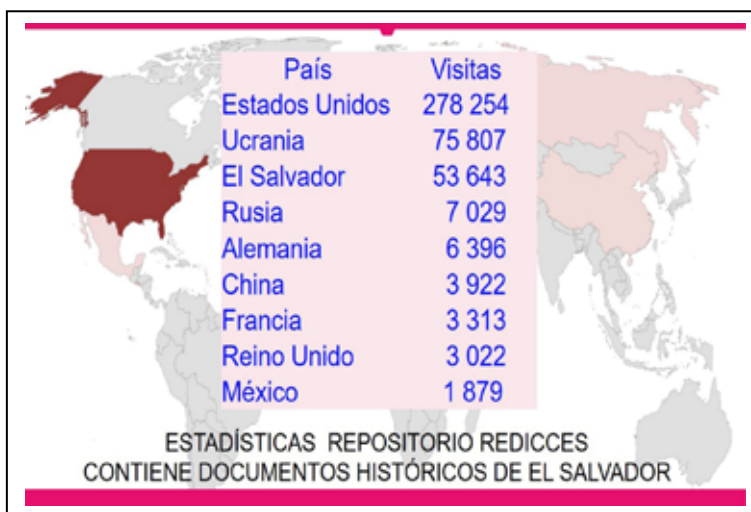 País Visitas
Estados Unidos 278 254
Ucrania 75 807
El Salvador 53 643
Rusia 7 029
Alemania 6 396
China 3 922
Francia 3 313
Reino Unido 3 022
México 1 879
ESTADÍSTICAS REPOSITORIO REDICCES
CONTIENE DOCUMENTOS HISTÓRICOS DE EL SALVADOR